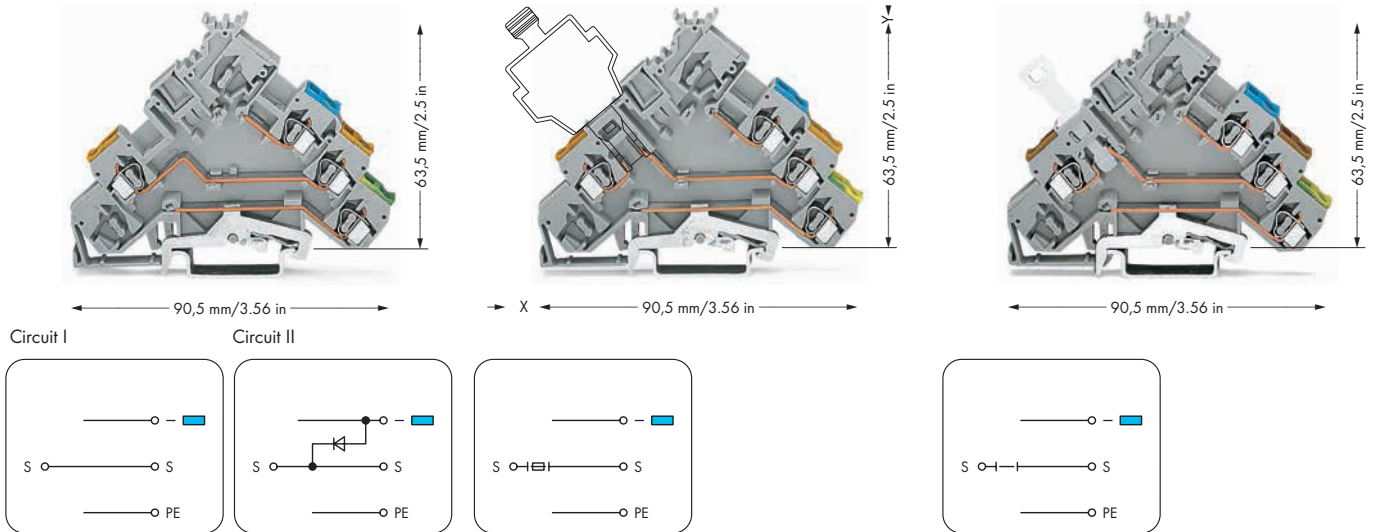 63,5 mm/2.5 in
Y
63,5 mm/2.5 in
63,5 mm/2.5 in
90,5 mm/3.56 in
X
90,5 mm/3.56 in
90,5 mm/3.56 in
Circuit I
Circuit II
–
S
S
PE
–
S
S
PE
–
S
S
PE
–
S
S
PE